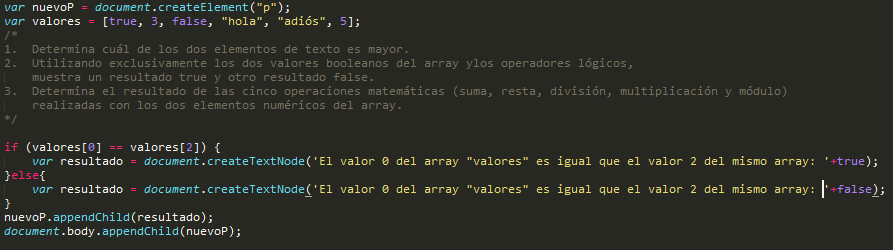 var nuevoP = document.createElement("p");
var valores = [true, 3, false, "hola", "adiós", 5];
/*
1.  Determina cuál de los dos elementos de texto es mayor.
2.  Utilizando exclusivamente los dos valores booleanos del array ylos operadores lógicos,
    muestra un resultado true y otro resultado false.
3.  Determina el resultado de las cinco operaciones matemáticas (suma, resta, división, multiplicación y módulo)
    realizadas con los dos elementos numéricos del array.
*/
if (valores[0] == valores[2]) {
    var resultado = document.createTextNode('El valor 0 del array "valores" es igual que el valor 2 del mismo array: '+true);
}else{
    var resultado = document.createTextNode('El valor 0 del array "valores" es igual que el valor 2 del mismo array: '+false);
}
nuevoP.appendChild(resultado);
document.body.appendChild(nuevoP);